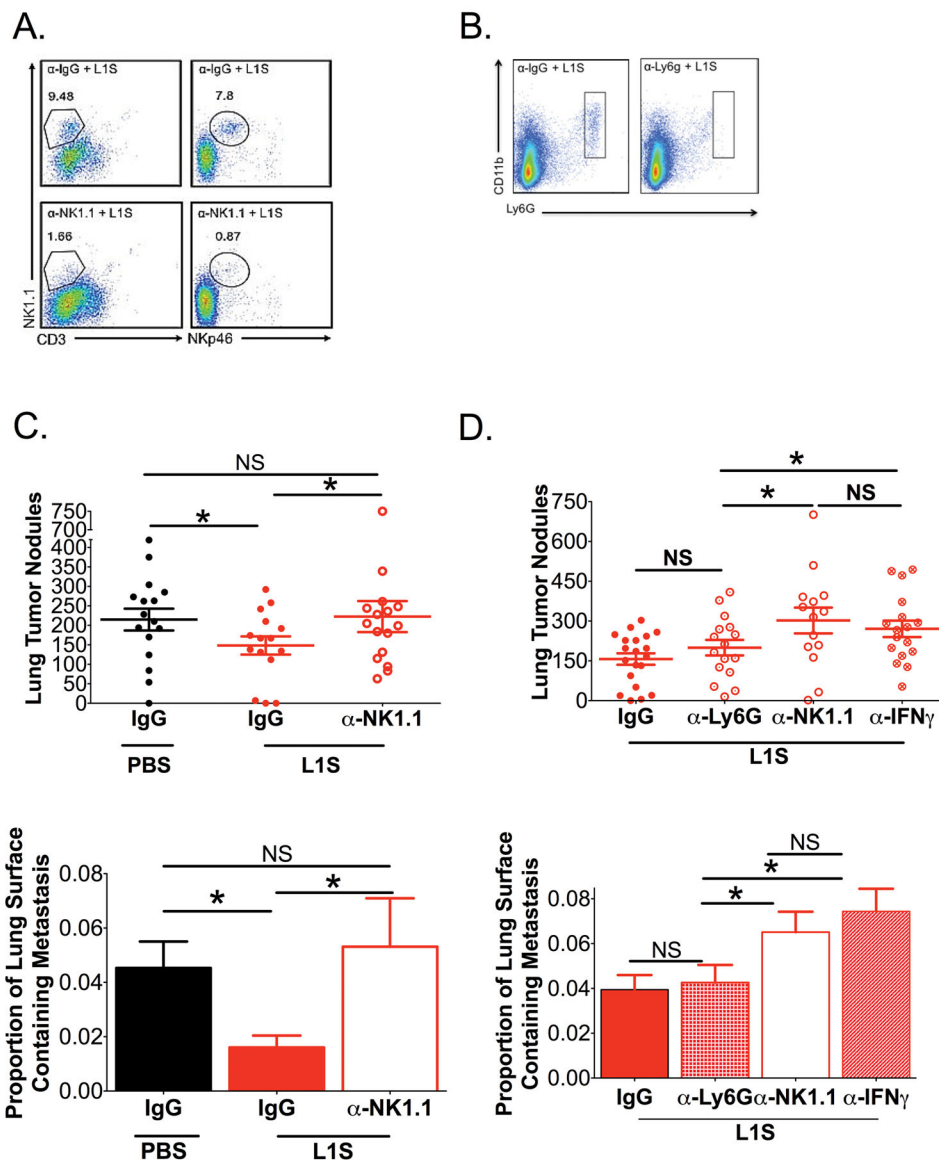 A.
B.
α-IgG + L1S
9.48
α-IgG + L1S
7.8
α-NK1.1 + L1S
1.66
α-NK1.1 + L1S
0.87
NK1.1
CD3
NKp46
α-IgG + L1S
α-Ly6g + L1S
CD11b
Ly6G
C.
D.
NS
*
*
Lung Tumor Nodules
750
700
400
350
300
250
200
150
100
50
0
IgG
IgG
α-NK1.1
PBS
L1S
*
*
NS
NS
Lung Tumor Nodules
750
600
450
300
150
0
IgG
α-Ly6G
α-NK1.1
α-IFNγ
L1S
NS
*
*
Proportion of Lung Surface
Containing Metastasis
0.08
0.06
0.04
0.02
0.00
IgG
IgG
α-NK1.1
PBS
L1S
NS
*
*
NS
Proportion of Lung Surface
Containing Metastasis
0.08
0.06
0.04
0.02
0.00
IgG
α-Ly6G
α-NK1.1
α-IFNγ
L1S